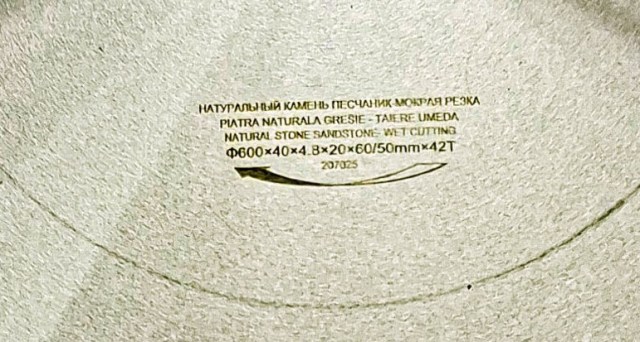 НАТУРАЛЬНЫЙ КАМЕНЬ ПЕСЧАНИК-МОКРАЯ РЕЗКА
PIATRA NATURALA GRESIE - TAIERE UMEDA
NATURAL STONE SANDSTONE- WET CUTTING
Ф600×40×4.8×20×60/50mm×42T
207025